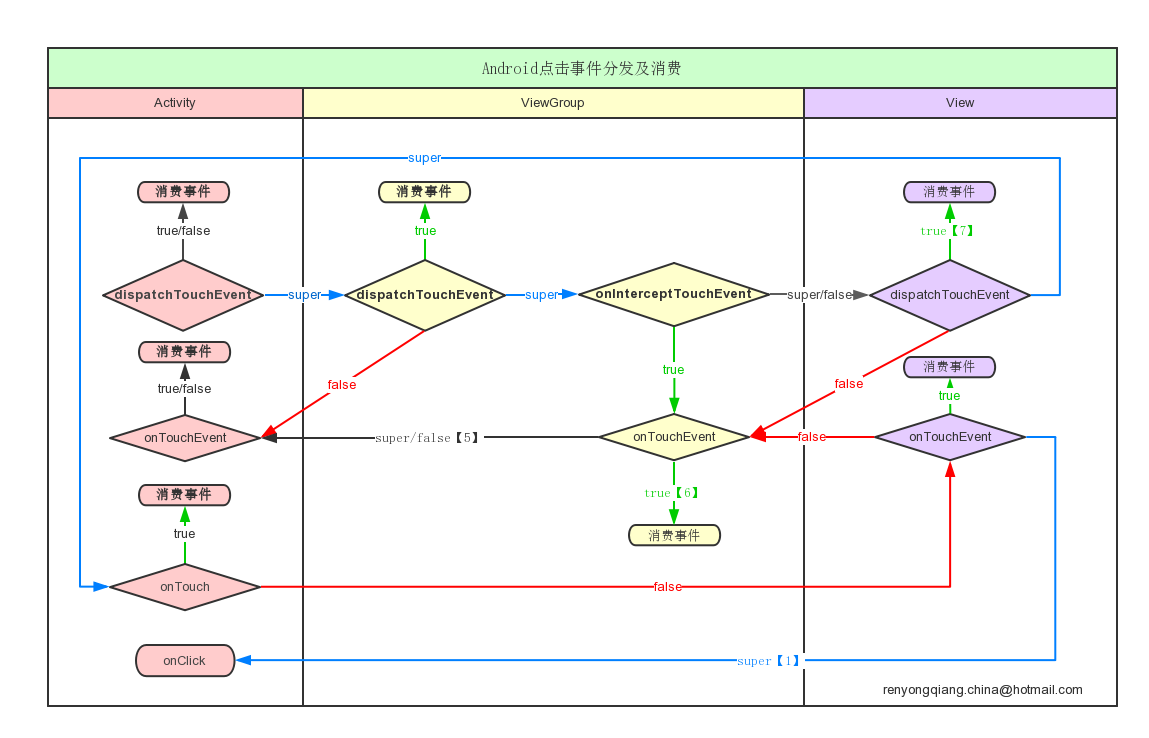 Android点击事件分发及消费
Activity
ViewGroup
View
super
消费事件
消费事件
消费事件
true/false
true
true【7】
dispatchTouchEvent
super
dispatchTouchEvent
super
onInterceptTouchEvent
super/false
dispatchTouchEvent
消费事件
消费事件
true
true/false
false
false
true
onTouchEvent
super/false【5】
onTouchEvent
false
onTouchEvent
消费事件
true【6】
true
消费事件
onTouch
false
onClick
super【1】
renyongqiang.china@hotmail.com